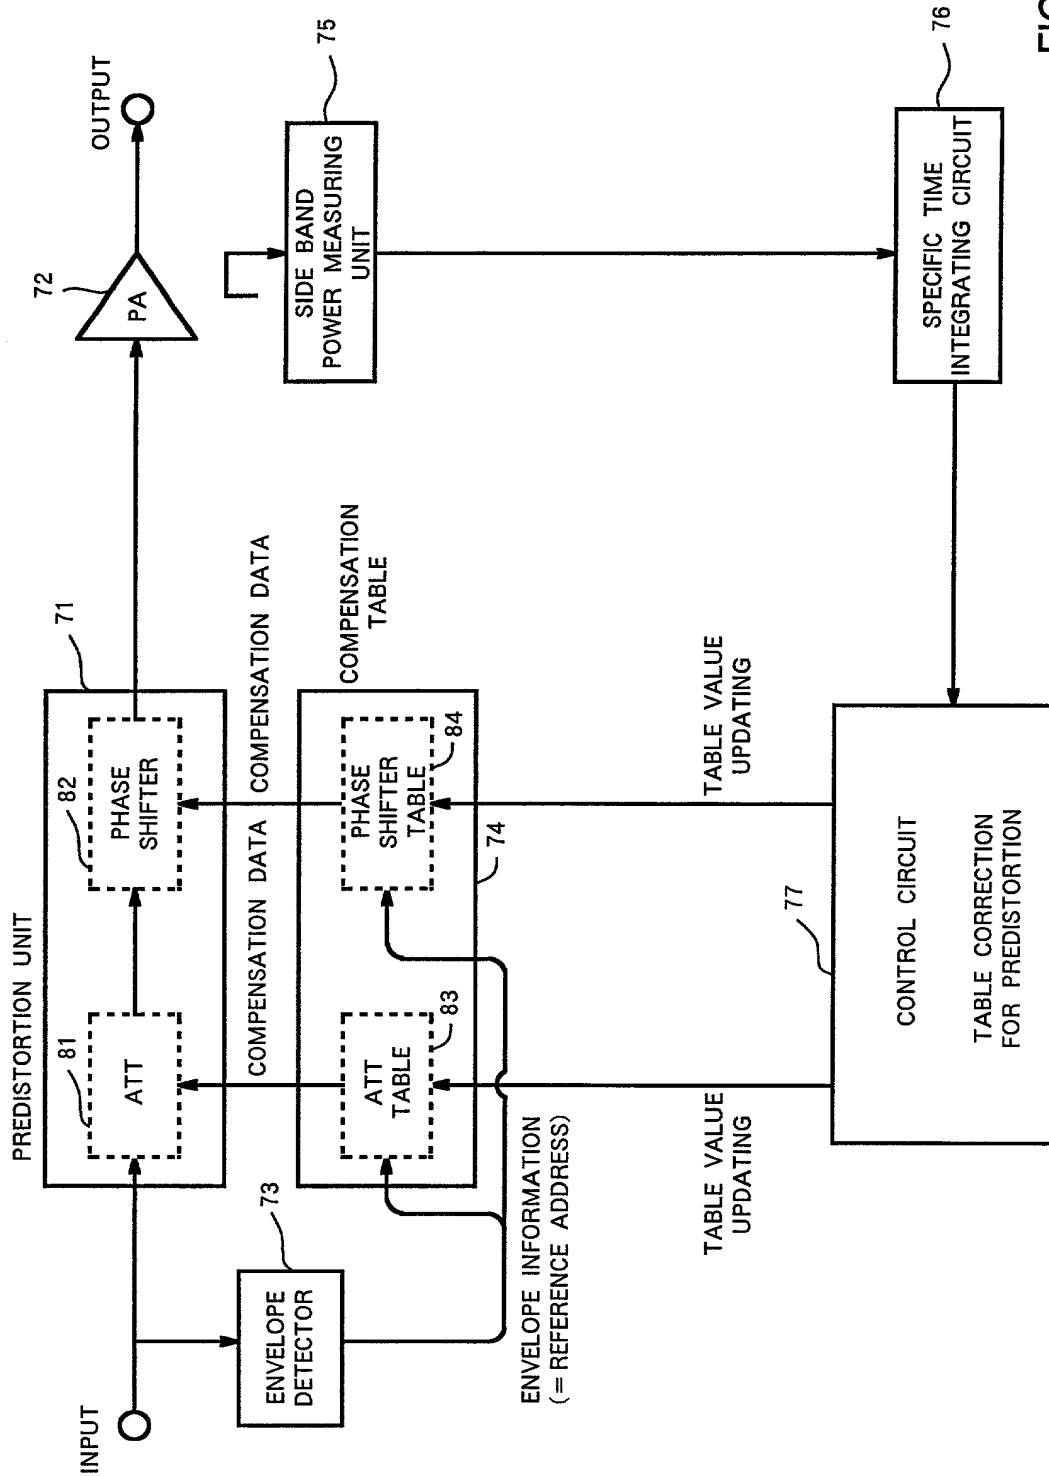 PREDISTORTION UNIT
71
INPUT
81
ATT
82
PHASE
SHIFTER
72
PA
OUTPUT
73
ENVELOPE
DETECTOR
COMPENSATION DATA
COMPENSATION DATA
COMPENSATION
TABLE
ATT
TABLE
83
PHASE
SHIFTER
TABLE
84
74
SIDE BAND
POWER MEASURING
UNIT
75
ENVELOPE INFORMATION
(=REFERENCE ADDRESS)
TABLE VALUE
UPDATING
TABLE VALUE
UPDATING
77
CONTROL CIRCUIT
TABLE CORRECTION
FOR PREDISTORTION
SPECIFIC TIME
INTEGRATING CIRCUIT
76